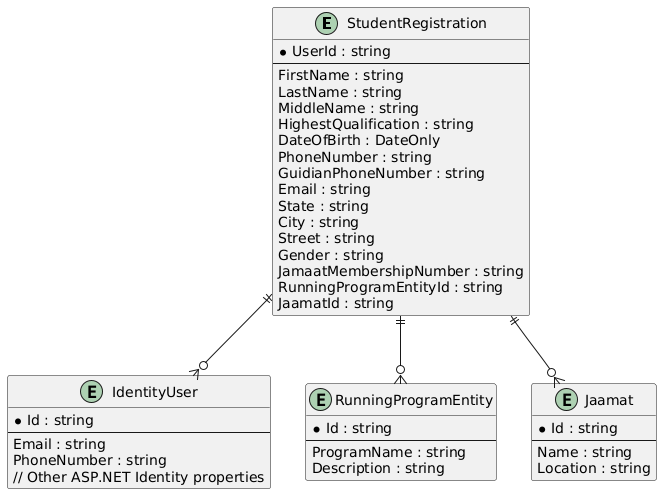 E StudentRegistration
* UserId : string
FirstName : string
LastName : string
MiddleName : string
HighestQualification : string
DateOfBirth : DateOnly
PhoneNumber : string
GuidianPhoneNumber : string
Email : string
State : string
City : string
Street : string
Gender : string
JamaatMembershipNumber : string
RunningProgramEntityId : string
JaamatId : string
E IdentityUser
* Id : string
Email : string
PhoneNumber : string
// Other ASP.NET Identity properties
E RunningProgramEntity
* Id : string
ProgramName : string
Description : string
E Jaamat
* Id : string
Name : string
Location : string